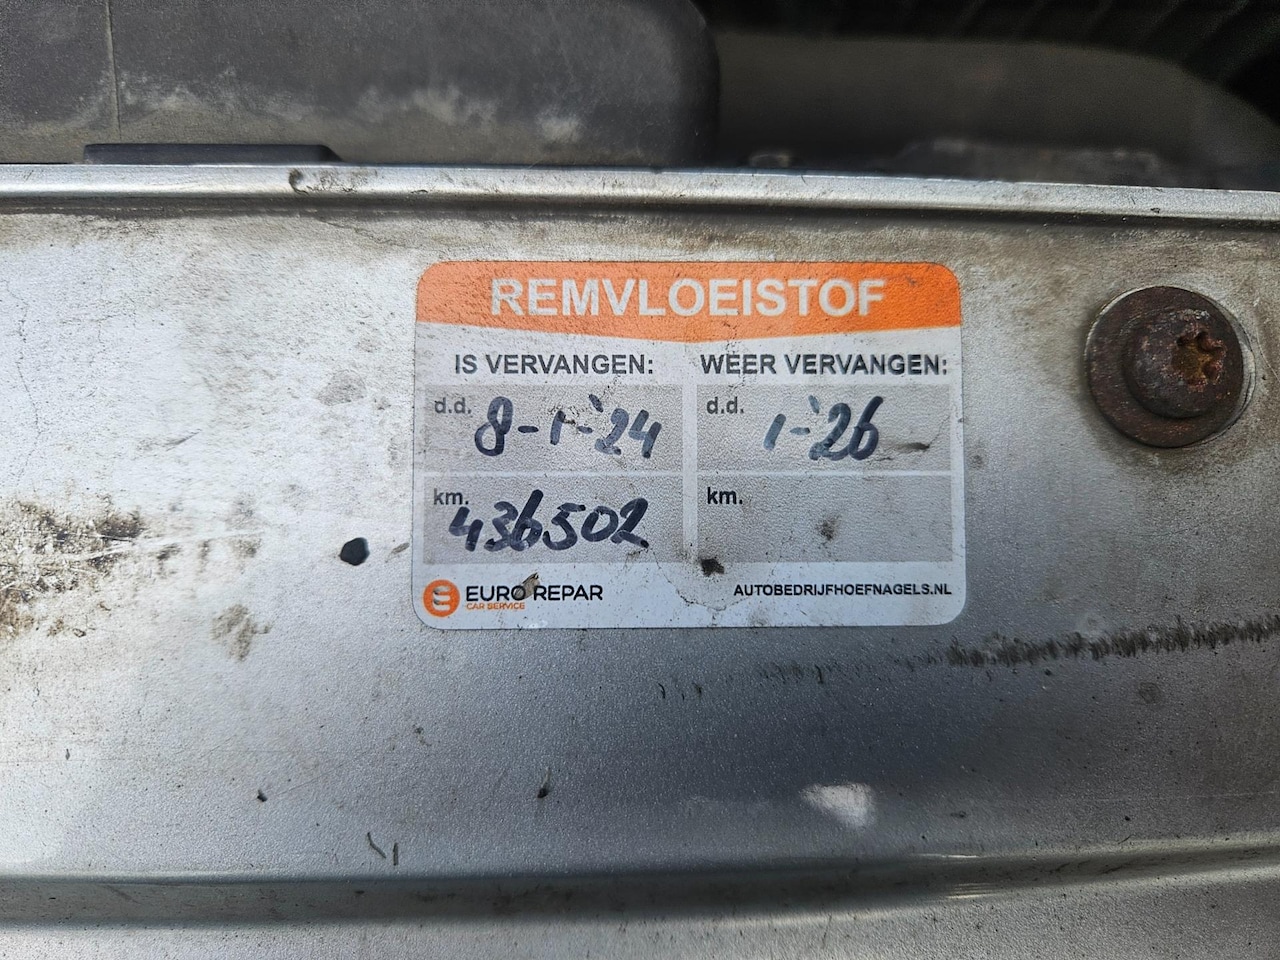 REMVLOEISTOF
IS VERVANGEN: WEER VERVANGEN:
d.d. 8-1-'24 d.d. 1-'26
km. 436502 km.
EURO REPAR AUTOBEDRIJFHOEFNAGELS.NL
CAR SERVICE